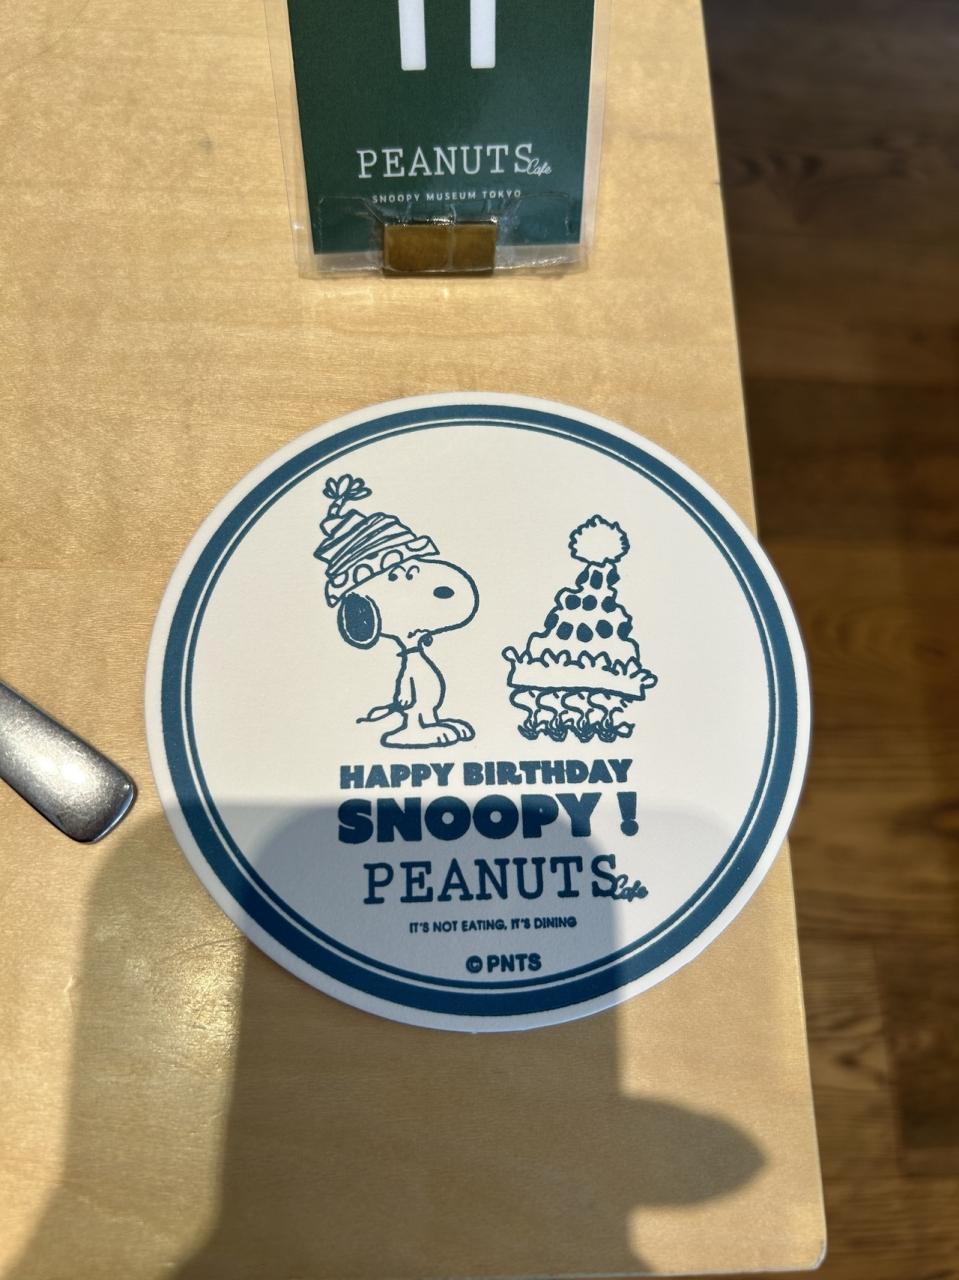 PEANUTS Cafe
SNOOPY MUSEUM TOKYO
HAPPY BIRTHDAY
SNOOPY !
PEANUTS Cafe
IT'S NOT EATING, IT'S DINING
© PNTS